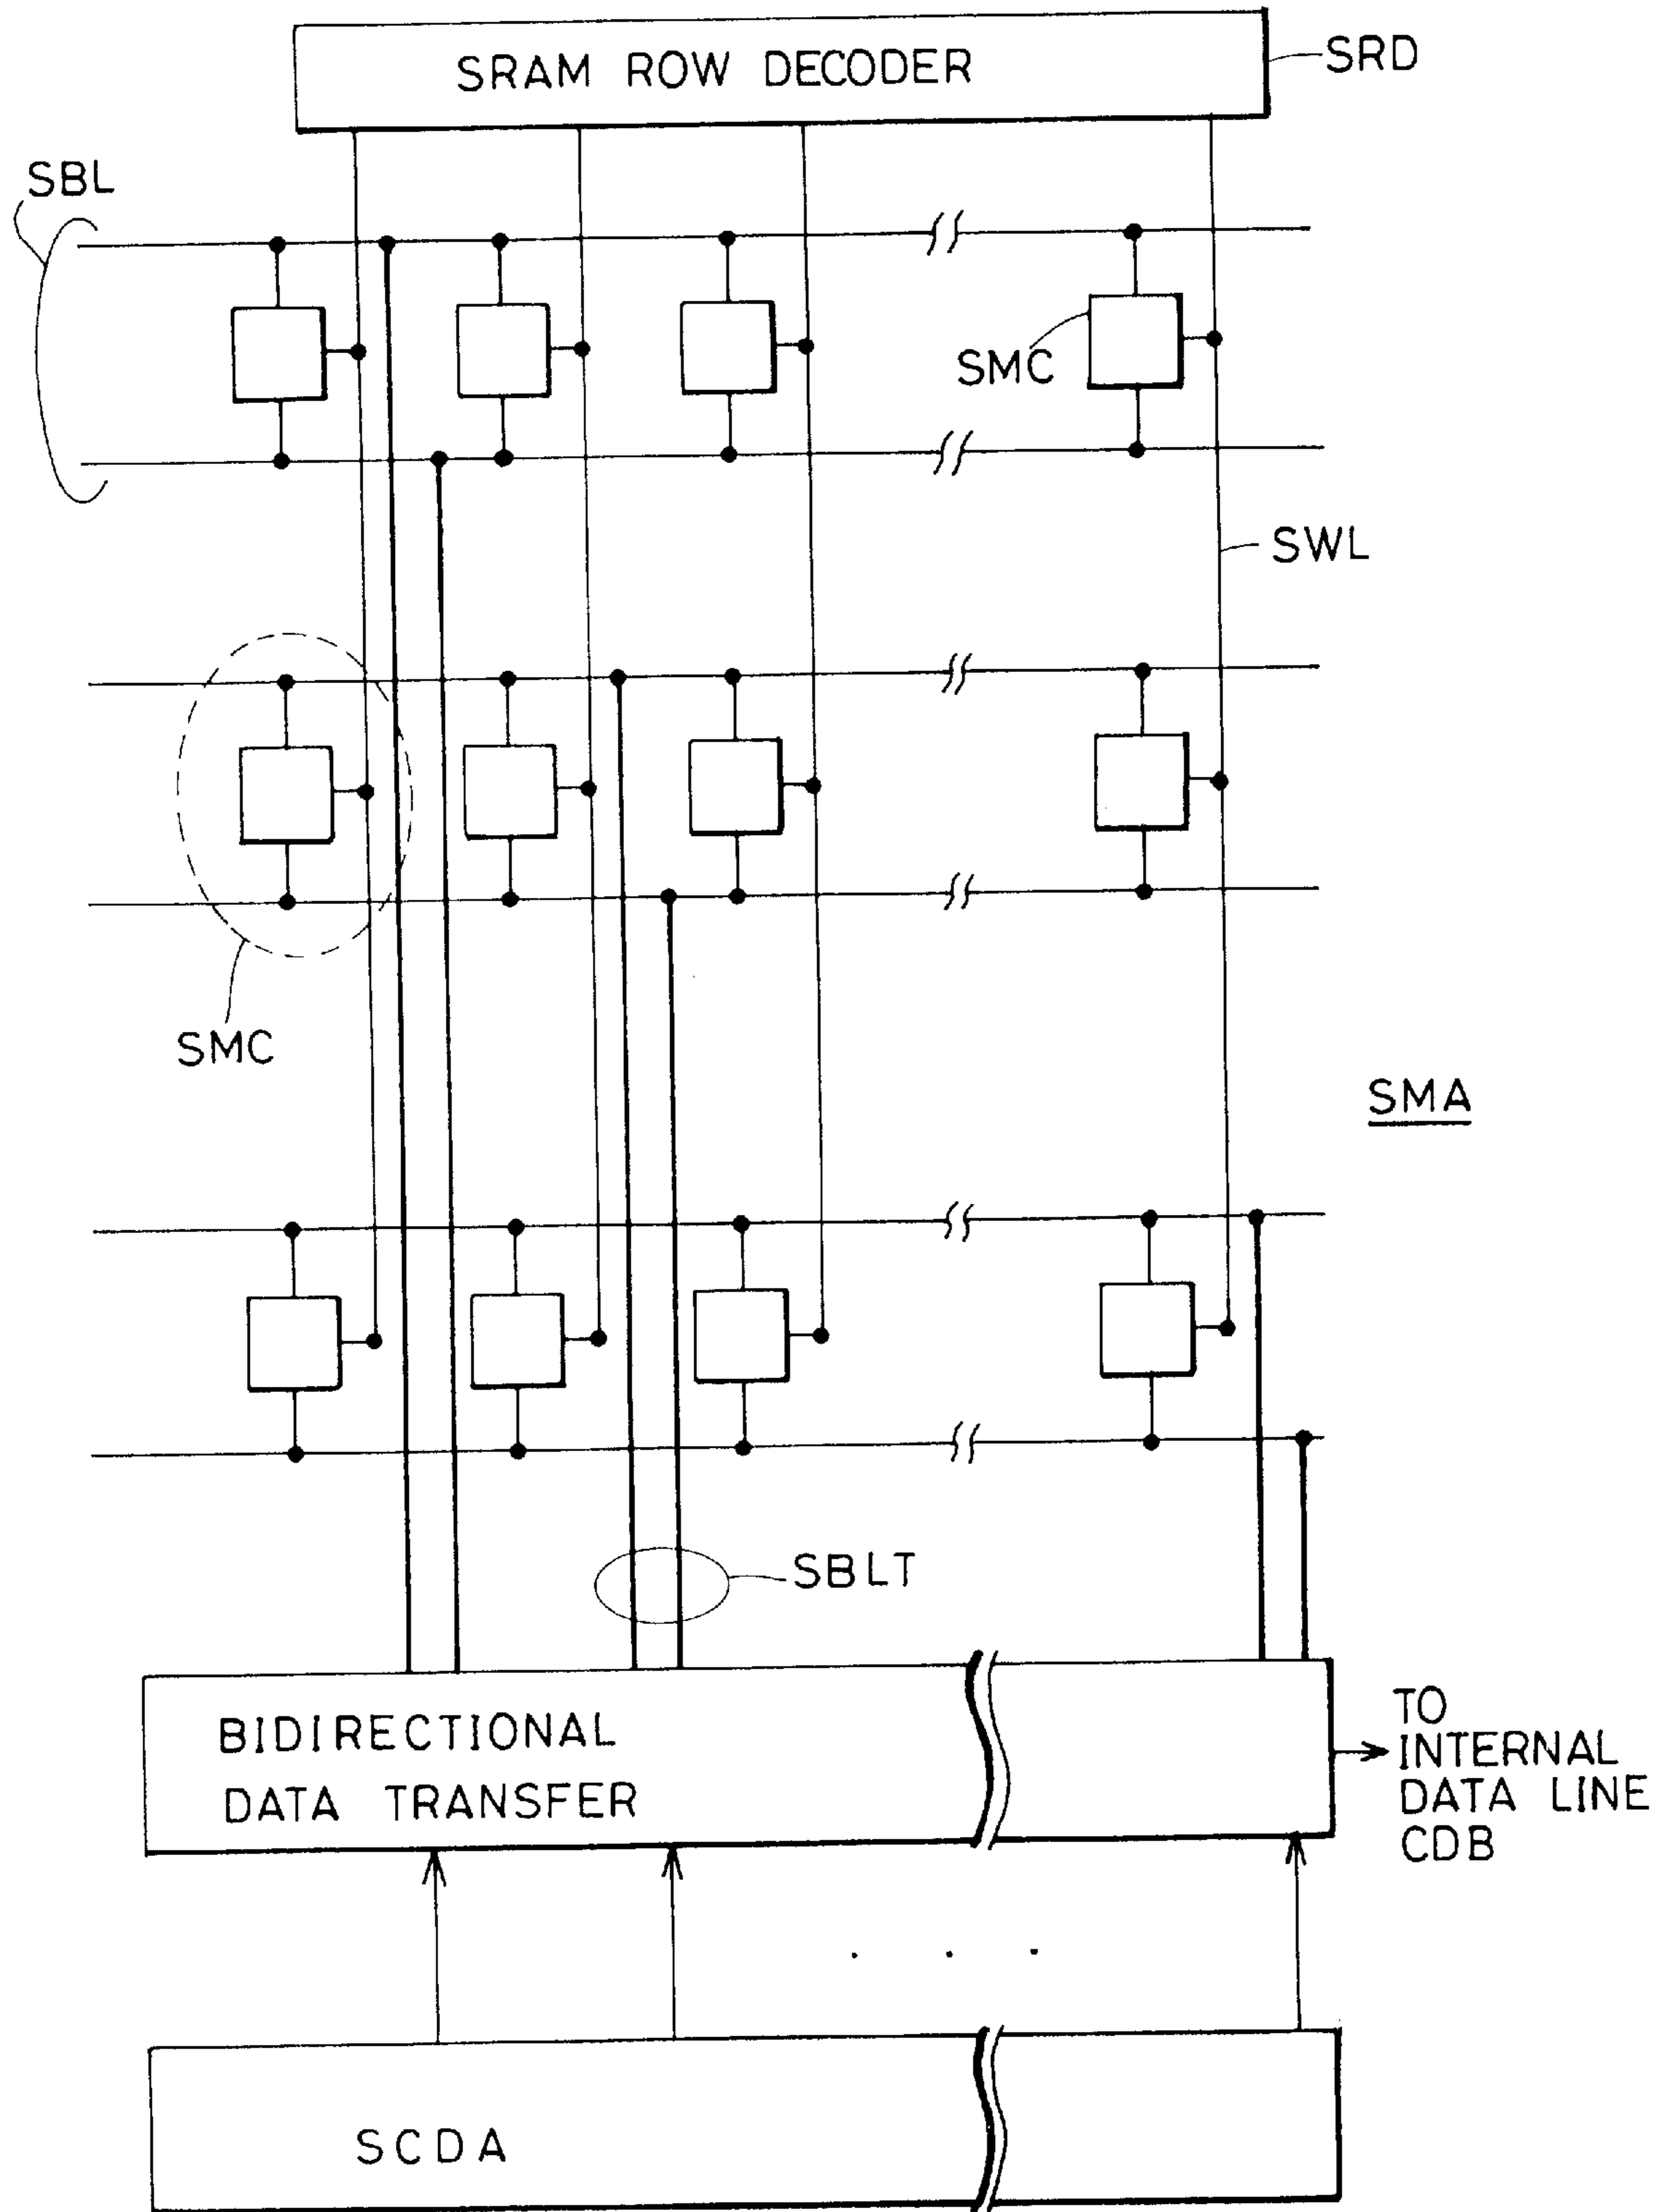 SRAM ROW DECODER
SRD
SBL
SMC
SWL
SMC
SMA
SBLT
BIDIRECTIONAL
DATA TRANSFER
TO
INTERNAL
DATA LINE
CDB
SCDA